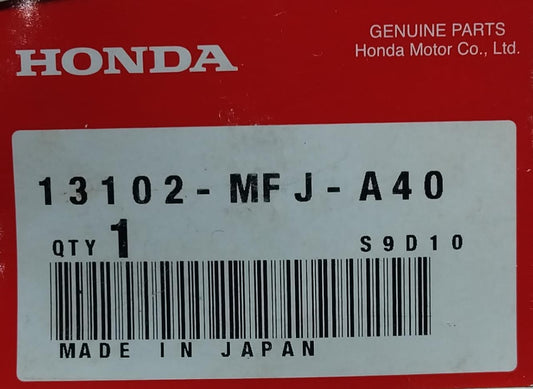 HONDA
GENUINE PARTS
Honda Motor Co., Ltd.
13102-MFJ-A40
QTY 1 S9D10
MADE IN JAPAN